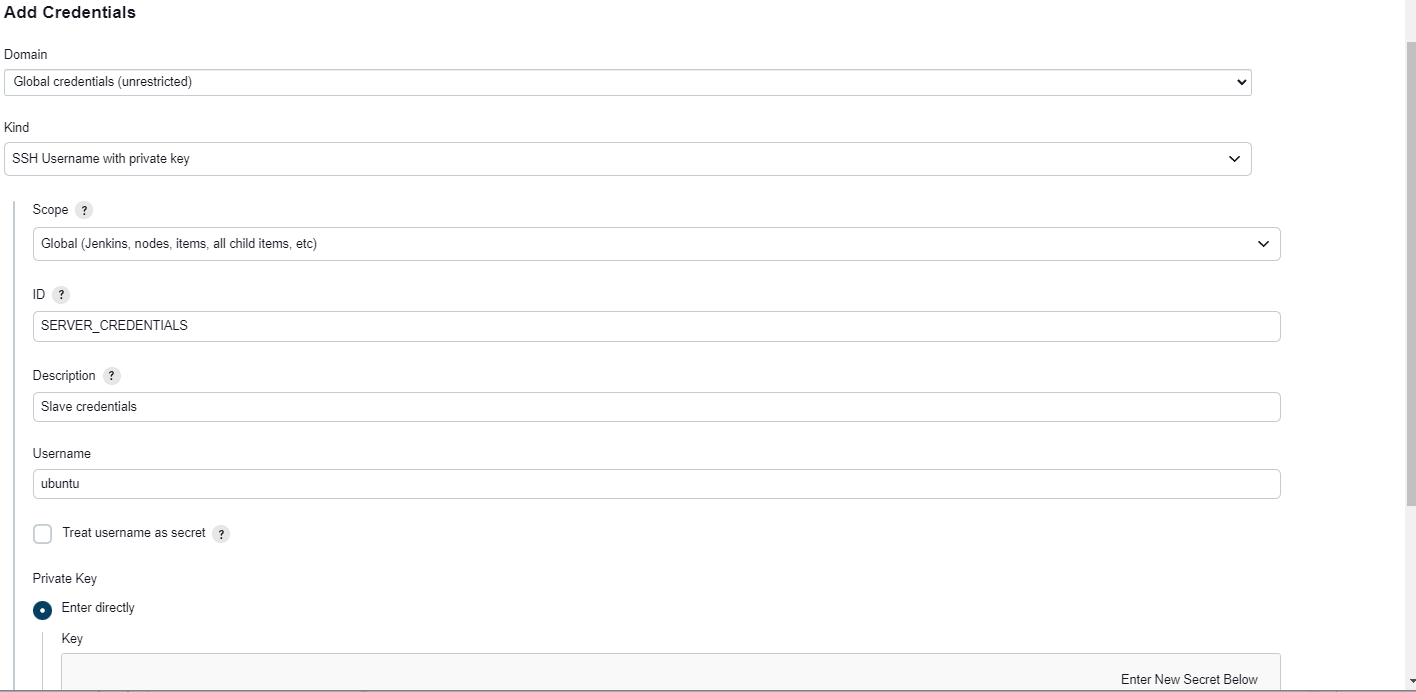 Add Credentials
Domain
Global credentials (unrestricted)
Kind
SSH Username with private key
Scope ?
Global (Jenkins, nodes, items, all child items, etc)
ID ?
SERVER_CREDENTIALS
Description ?
Slave credentials
Username
ubuntu
Treat username as secret ?
Private Key
Enter directly
Key
Enter New Secret Below